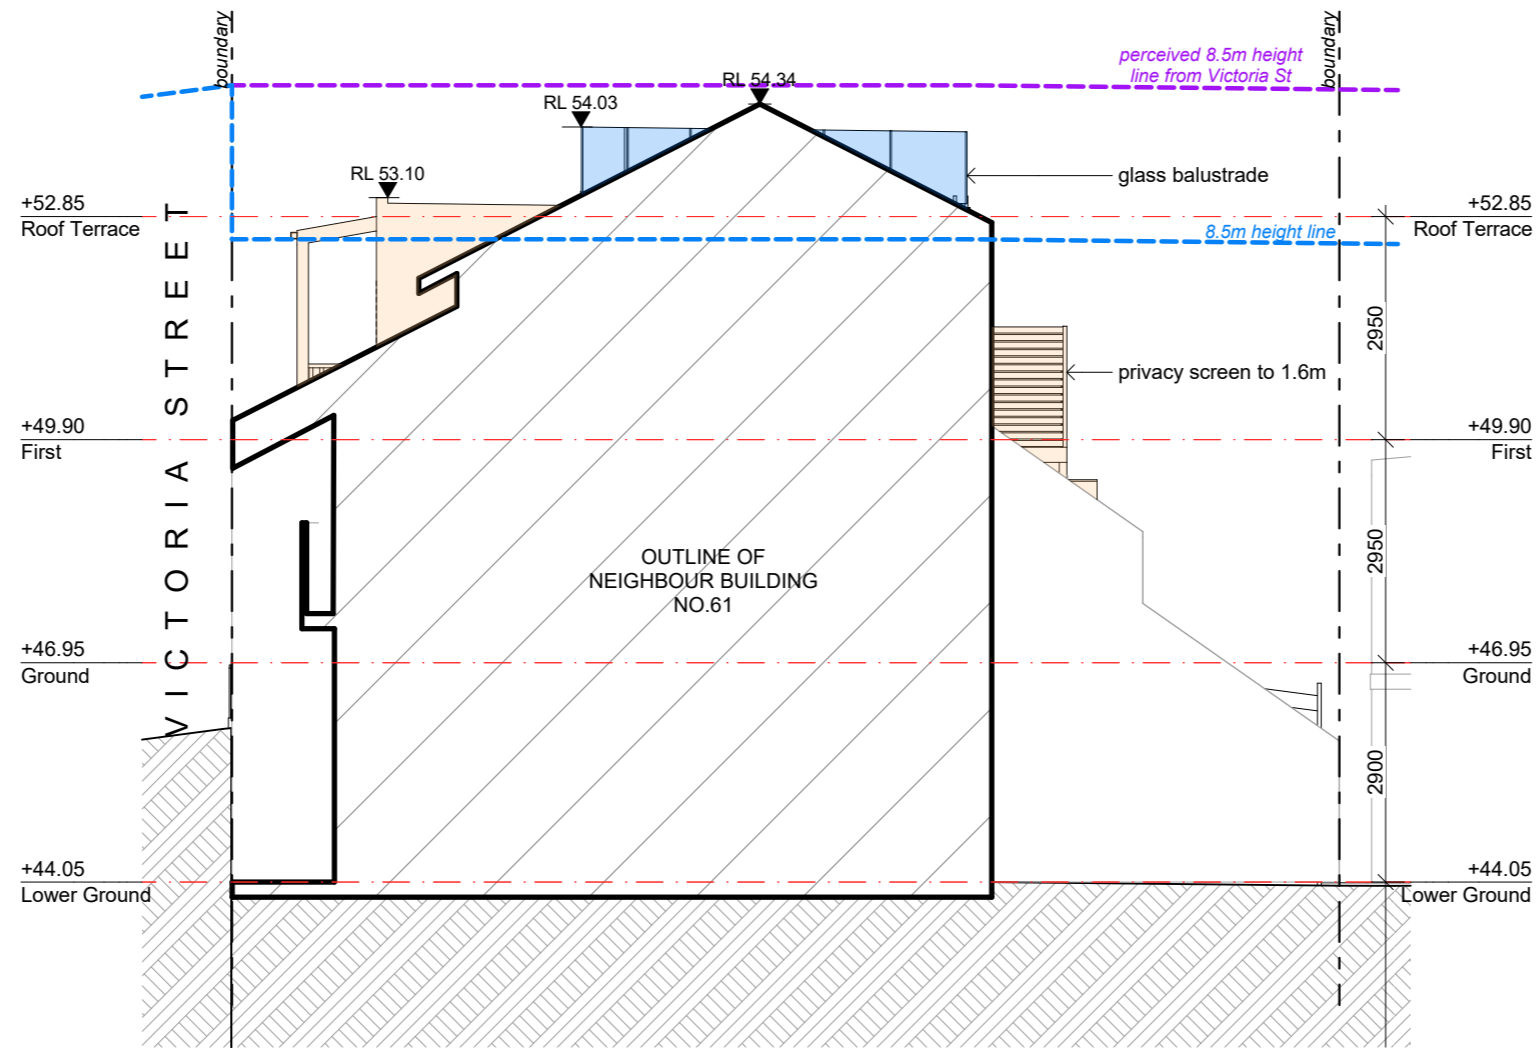 boundary
boundary
perceived 8.5m height
line from Victoria St
RL 54.34
RL 54.03
RL 53.10
glass balustrade
+52.85
Roof Terrace
+52.85
Roof Terrace
8.5m height line
VICTORIA STREET
2950
privacy screen to 1.6m
+49.90
First
+49.90
First
2950
OUTLINE OF
NEIGHBOUR BUILDING
NO.61
+46.95
Ground
+46.95
Ground
2900
+44.05
Lower Ground
+44.05
Lower Ground